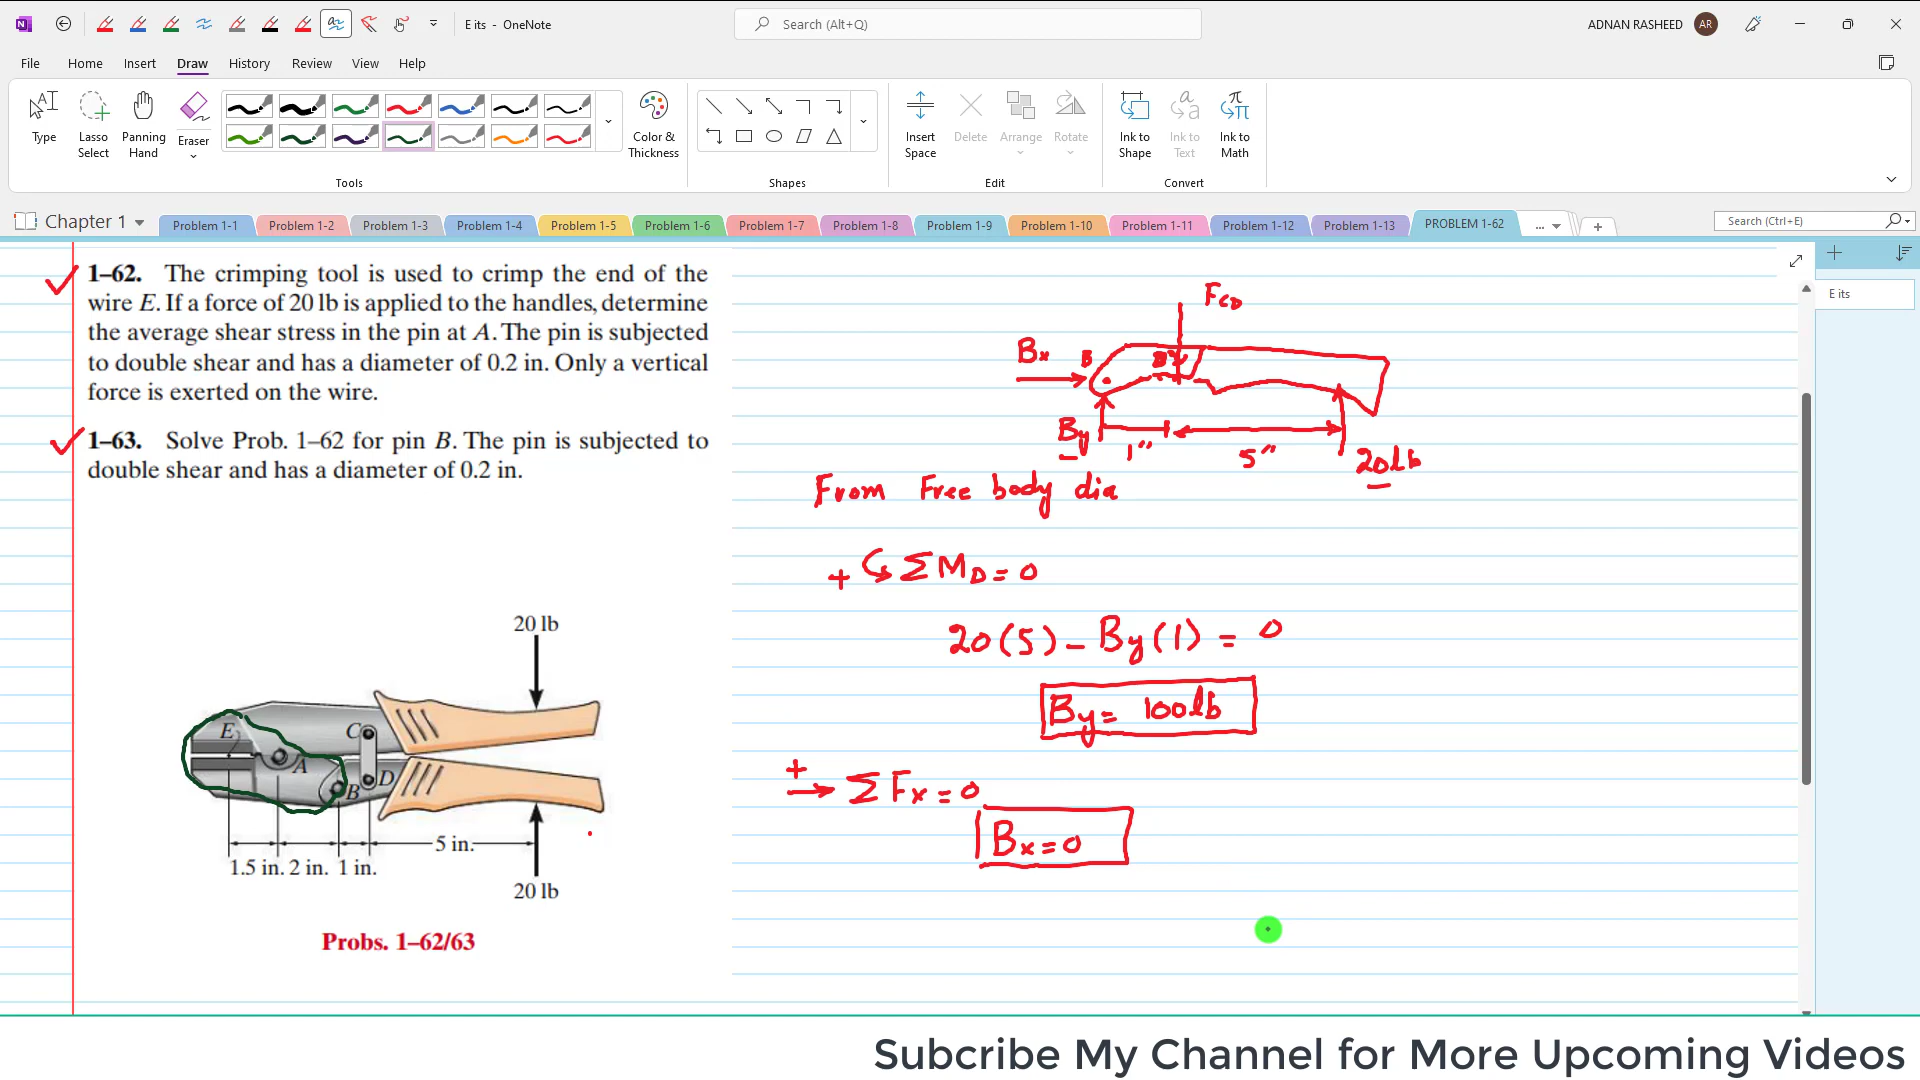 E its - OneNote
Search (Alt+Q)
ADNAN RASHEED
AR
File Home Insert Draw History Review View Help
Type
Lasso Select
Panning Hand
Eraser
Color & Thickness
Insert Space
Delete
Arrange
Rotate
Ink to Shape
Ink to Text
Ink to Math
Tools
Shapes
Edit
Convert
Chapter 1
Problem 1-1
Problem 1-2
Problem 1-3
Problem 1-4
Problem 1-5
Problem 1-6
Problem 1-7
Problem 1-8
Problem 1-9
Problem 1-10
Problem 1-11
Problem 1-12
Problem 1-13
PROBLEM 1-62
...
Search (Ctrl+E)
E its
1–62. The crimping tool is used to crimp the end of the
wire E. If a force of 20 lb is applied to the handles, determine
the average shear stress in the pin at A. The pin is subjected
to double shear and has a diameter of 0.2 in. Only a vertical
force is exerted on the wire.
1–63. Solve Prob. 1–62 for pin B. The pin is subjected to
double shear and has a diameter of 0.2 in.
20 lb
E
C
A
D
B
5 in.
1.5 in. 2 in. 1 in.
20 lb
Probs. 1–62/63
FCD
Bx
B
By
1"
5"
20lb
From Free body dia
+ ΣMD=0
20(5) - By(1) = 0
By = 100lb
+ ΣFx=0
Bx=0
Subcribe My Channel for More Upcoming Videos